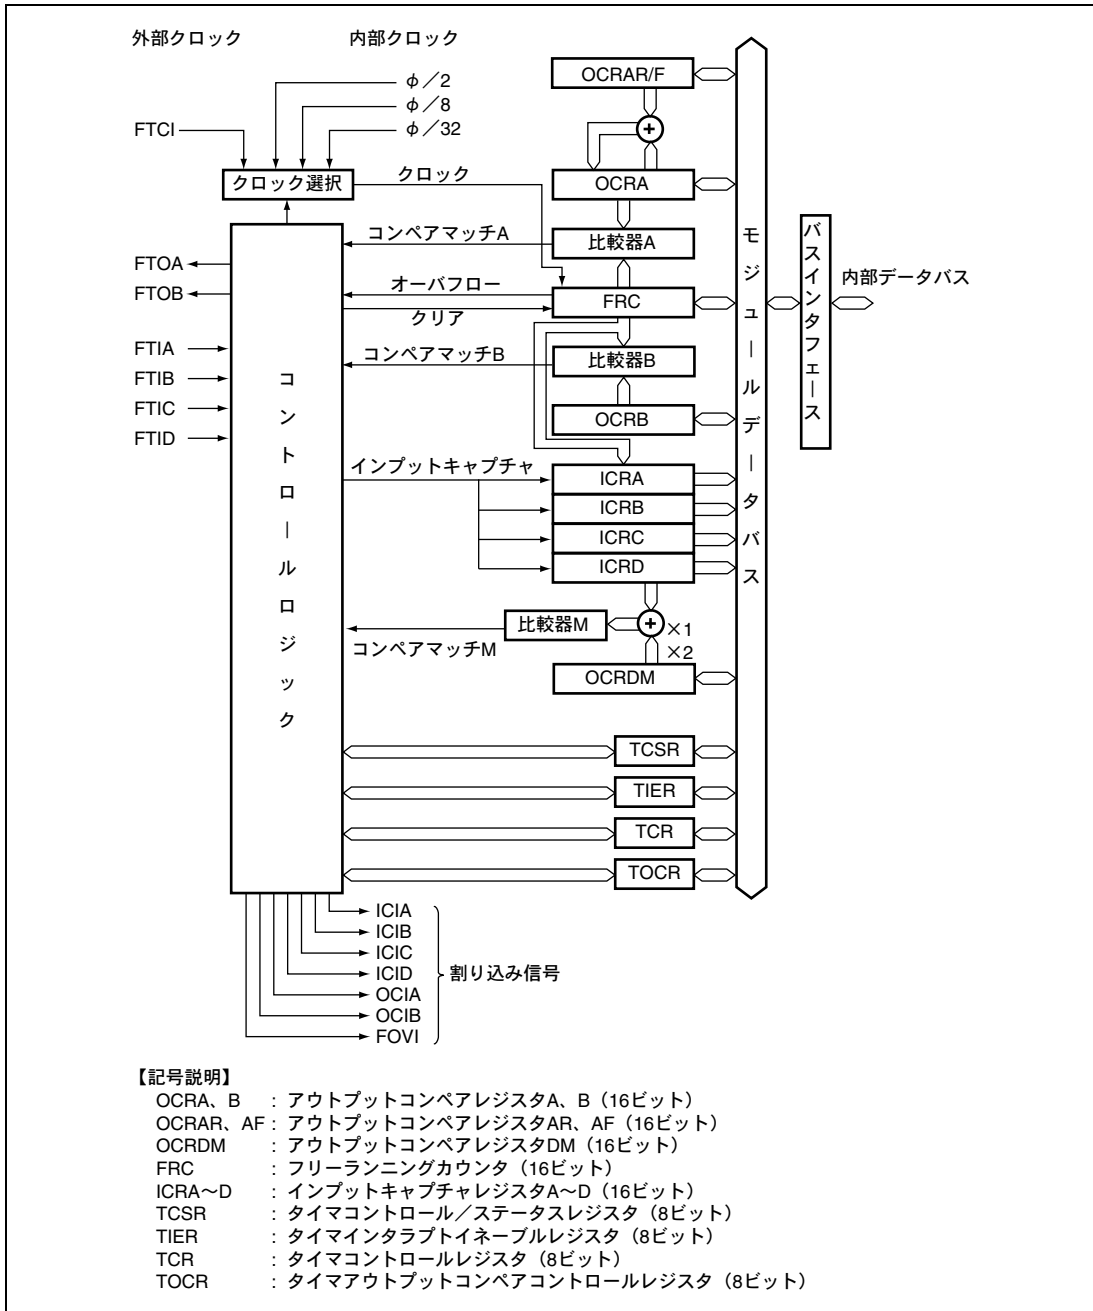 外部クロック 内部クロック
φ／2
φ／8
FTCI φ／32
クロック選択
クロック
OCRAR/F
+
OCRA
コンペアマッチA
比較器A
FTOA
FTOB
オーバフロー
クリア
FRC
FTIA
FTIB
FTIC
FTID
コンペアマッチB
比較器B
OCRB
コントロールロジック
インプットキャプチャ
ICRA
ICRB
ICRC
ICRD
+
×1
×2
比較器M
コンペアマッチM
OCRDM
モジュールデータバス
バスインタフェース
内部データバス
TCSR
TIER
TCR
TOCR
ICIA
ICIB
ICIC
ICID
OCIA
OCIB
FOVI
割り込み信号
【記号説明】
OCRA、B : アウトプットコンペアレジスタA、B（16ビット）
OCRAR、AF : アウトプットコンペアレジスタAR、AF（16ビット）
OCRDM : アウトプットコンペアレジスタDM（16ビット）
FRC : フリーランニングカウンタ（16ビット）
ICRA〜D : インプットキャプチャレジスタA〜D（16ビット）
TCSR : タイマコントロール／ステータスレジスタ（8ビット）
TIER : タイマインタラプトイネーブルレジスタ（8ビット）
TCR : タイマコントロールレジスタ（8ビット）
TOCR : タイマアウトプットコンペアコントロールレジスタ（8ビット）